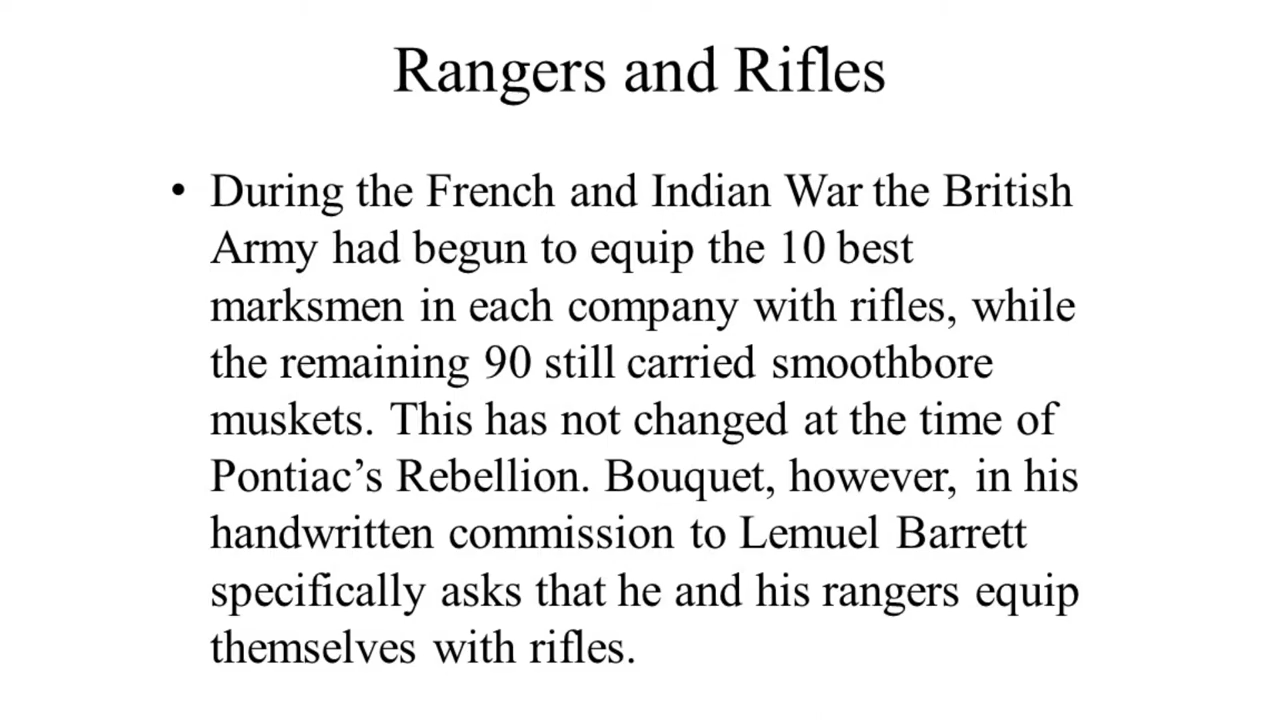 Rangers and Rifles
• During the French and Indian War the British
Army had begun to equip the 10 best
marksmen in each company with rifles, while
the remaining 90 still carried smoothbore
muskets. This has not changed at the time of
Pontiac’s Rebellion. Bouquet, however, in his
handwritten commission to Lemuel Barrett
specifically asks that he and his rangers equip
themselves with rifles.